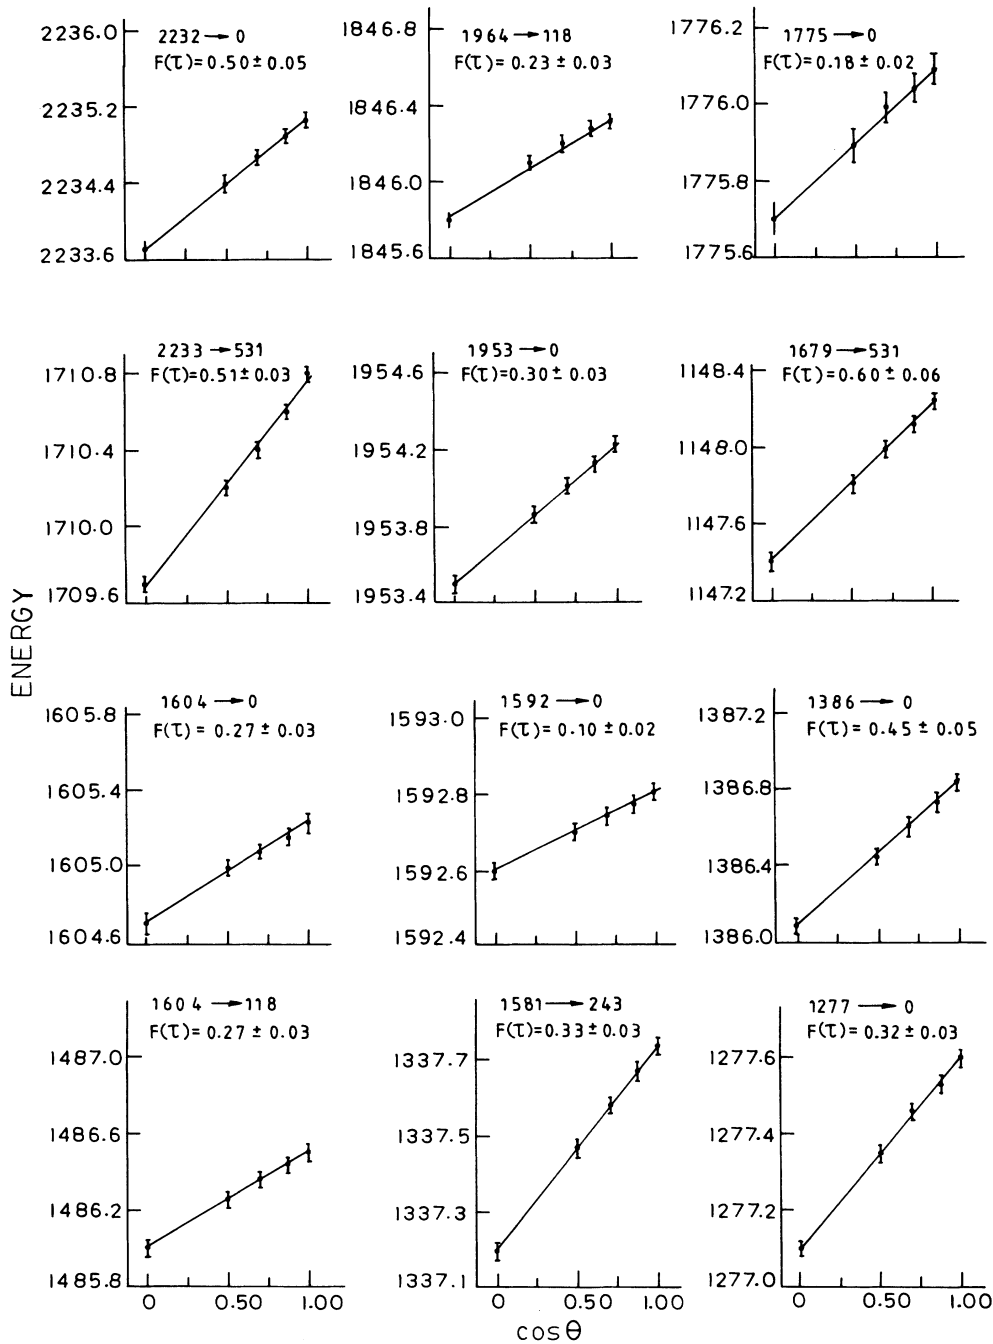 2232 → 0
F(τ) = 0.50 ± 0.05
2236.0
2235.2
2234.4
2233.6
1964 → 118
F(τ) = 0.23 ± 0.03
1846.8
1846.4
1846.0
1845.6
1775 → 0
F(τ) = 0.18 ± 0.02
1776.2
1776.0
1775.8
1775.6
2233 → 531
F(τ) = 0.51 ± 0.03
1710.8
1710.4
1710.0
1709.6
1953 → 0
F(τ) = 0.30 ± 0.03
1954.6
1954.2
1953.8
1953.4
1679 → 531
F(τ) = 0.60 ± 0.06
1148.4
1148.0
1147.6
1147.2
ENERGY
1604 → 0
F(τ) = 0.27 ± 0.03
1605.8
1605.4
1605.0
1604.6
1592 → 0
F(τ) = 0.10 ± 0.02
1593.0
1592.8
1592.6
1592.4
1386 → 0
F(τ) = 0.45 ± 0.05
1387.2
1386.8
1386.4
1386.0
1604 → 118
F(τ) = 0.27 ± 0.03
1487.0
1486.6
1486.2
1485.8
0 0.50 1.00
1581 → 243
F(τ) = 0.33 ± 0.03
1337.7
1337.5
1337.3
1337.1
0 0.50 1.00
1277 → 0
F(τ) = 0.32 ± 0.03
1277.6
1277.4
1277.2
1277.0
0 0.50 1.00
cosθ